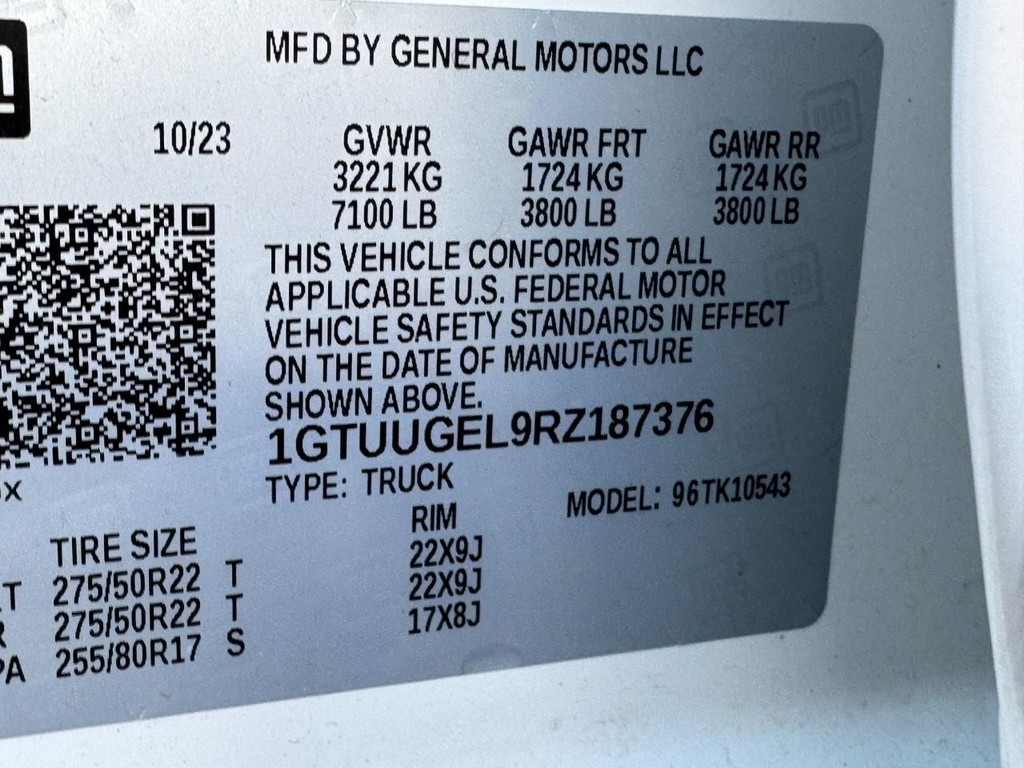 MFD BY GENERAL MOTORS LLC
10/23 GVWR GAWR FRT GAWR RR
3221 KG 1724 KG 1724 KG
7100 LB 3800 LB 3800 LB
THIS VEHICLE CONFORMS TO ALL
APPLICABLE U.S. FEDERAL MOTOR
VEHICLE SAFETY STANDARDS IN EFFECT
ON THE DATE OF MANUFACTURE
SHOWN ABOVE.
1GTUUGEL9RZ187376
TYPE: TRUCK MODEL: 96TK10543
TIRE SIZE RIM
275/50R22 T 22X9J
275/50R22 T 22X9J
255/80R17 S 17X8J